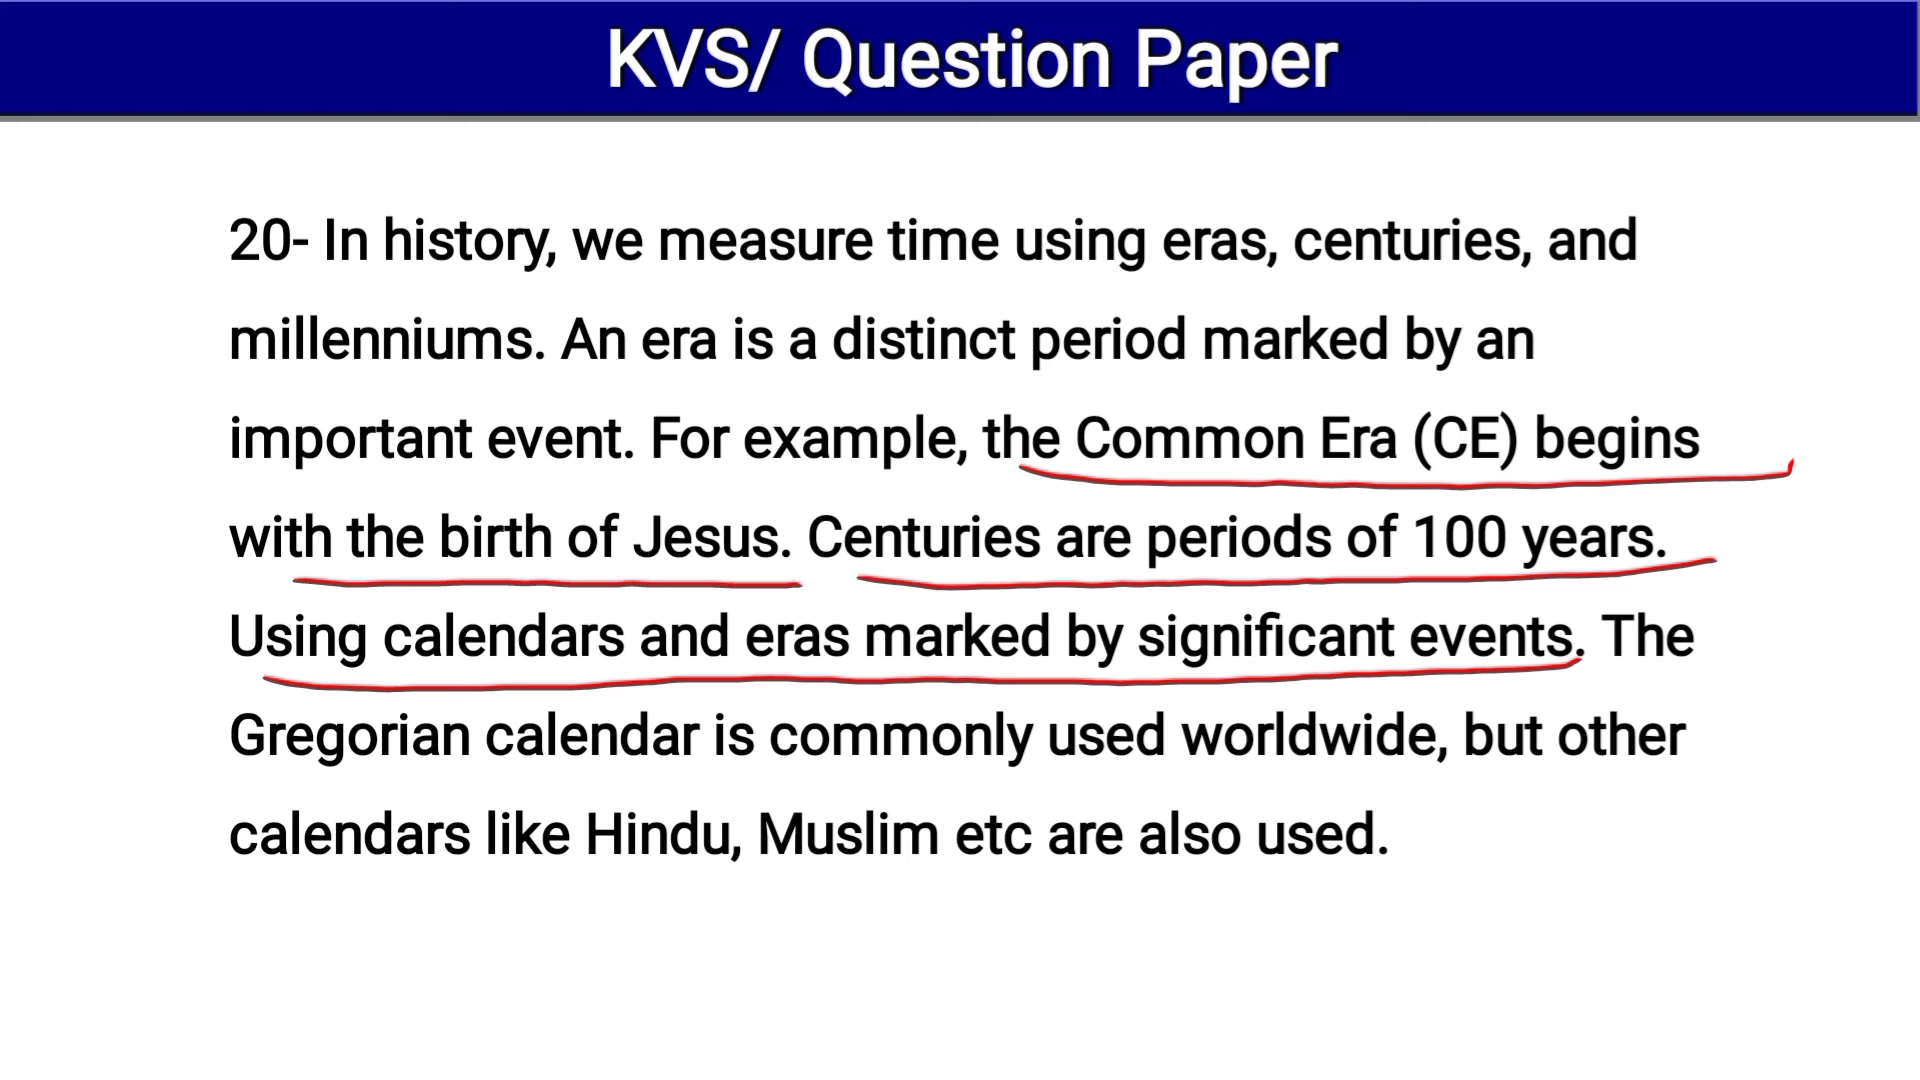 KVS/ Question Paper
20- In history, we measure time using eras, centuries, and
millenniums. An era is a distinct period marked by an
important event. For example, the Common Era (CE) begins
with the birth of Jesus. Centuries are periods of 100 years.
Using calendars and eras marked by significant events. The
Gregorian calendar is commonly used worldwide, but other
calendars like Hindu, Muslim etc are also used.